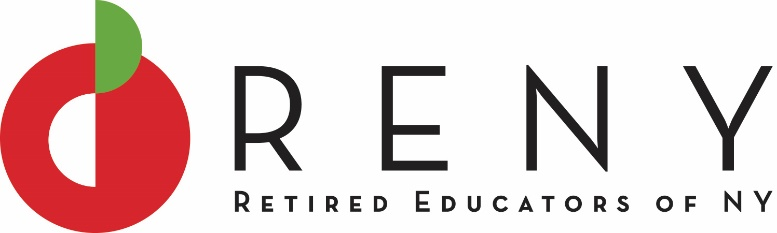 RENY
RETIRED EDUCATORS OF NY